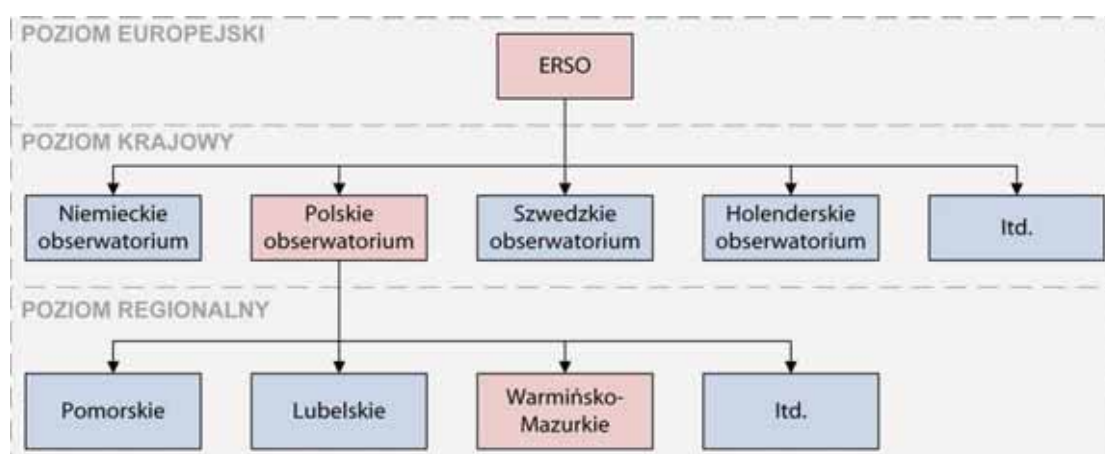 POZIOM EUROPEJSKI
ERSO
POZIOM KRAJOWY
Niemieckie
obserwatorium
Polskie
obserwatorium
Szwedzkie
obserwatorium
Holenderskie
obserwatorium
Itd.
POZIOM REGIONALNY
Pomorskie
Lubelskie
Warmińsko-
Mazurkie
Itd.